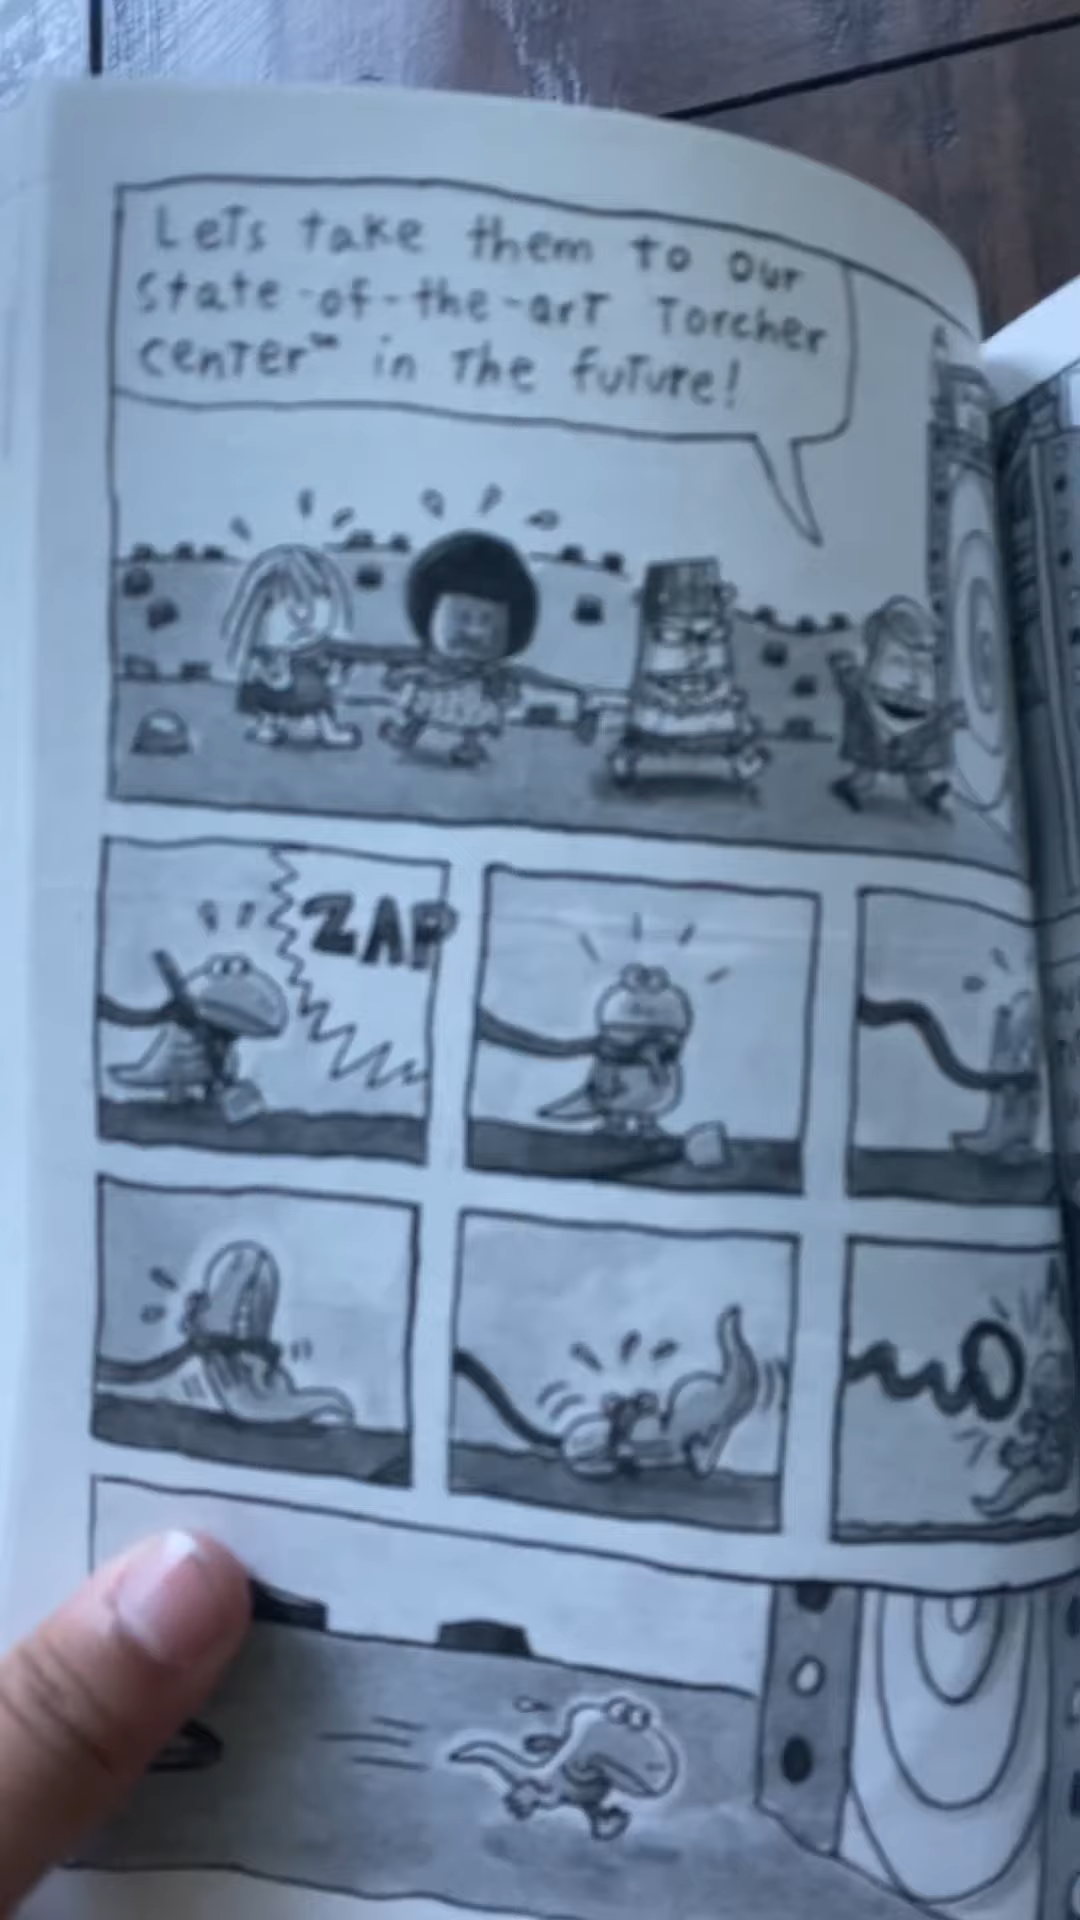 Lets take them to our
state-of-the-art Torcher
center™ in the future!
ZAP